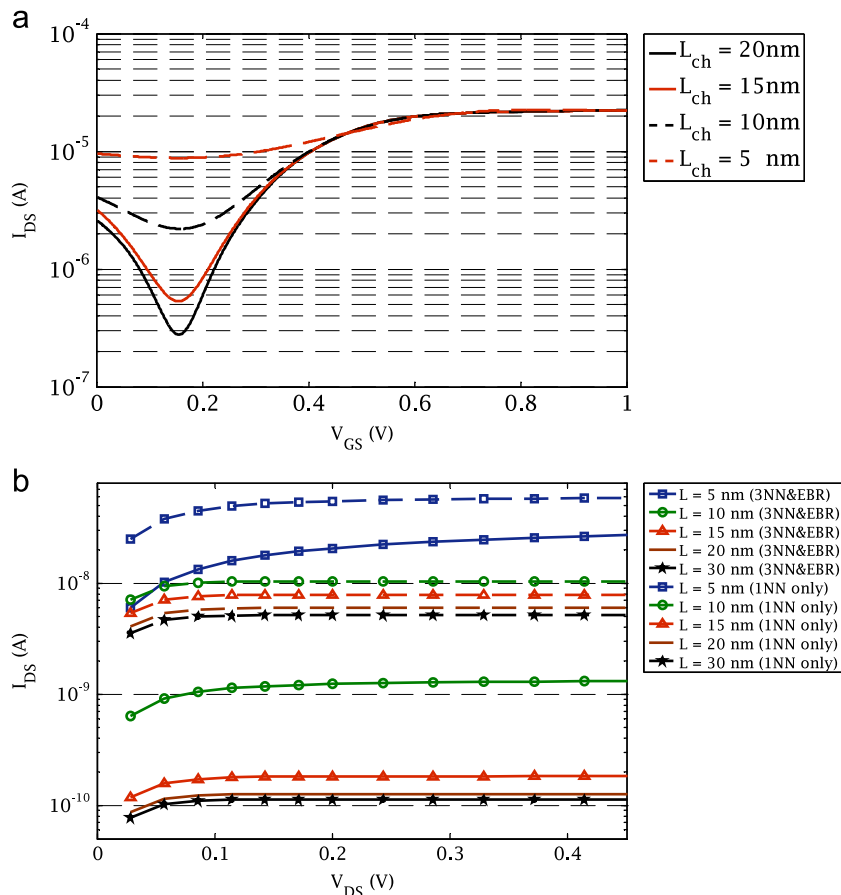 a
10^-4
10^-5
10^-6
10^-7
I_DS (A)
0 0.2 0.4 0.6 0.8 1
V_GS (V)
L_ch = 20nm
L_ch = 15nm
L_ch = 10nm
L_ch = 5 nm
b
10^-8
10^-9
10^-10
I_DS (A)
0 0.1 0.2 0.3 0.4
V_DS (V)
L = 5 nm (3NN&EBR)
L = 10 nm (3NN&EBR)
L = 15 nm (3NN&EBR)
L = 20 nm (3NN&EBR)
L = 30 nm (3NN&EBR)
L = 5 nm (1NN only)
L = 10 nm (1NN only)
L = 15 nm (1NN only)
L = 20 nm (1NN only)
L = 30 nm (1NN only)